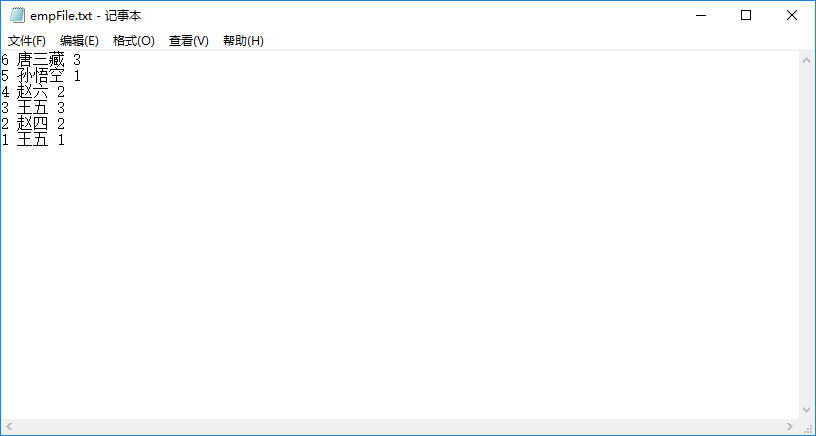 empFile.txt - 记事本
文件(F) 编辑(E) 格式(O) 查看(V) 帮助(H)
6 唐三藏 3
5 孙悟空 1
4 赵六 2
3 王五 3
2 赵四 2
1 王五 1